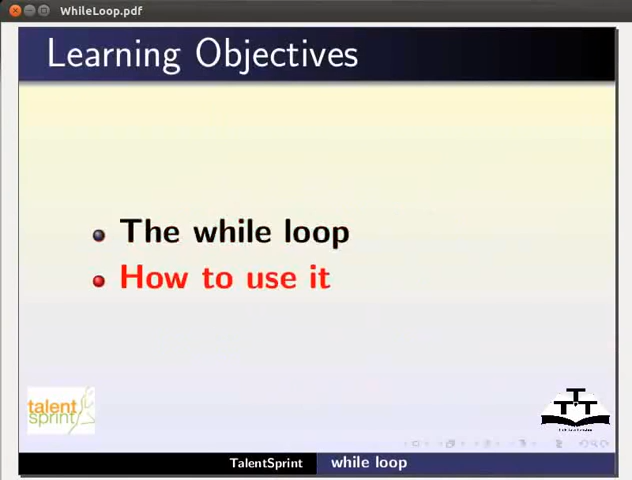 WhileLoop.pdf
Learning Objectives
The while loop
How to use it
talent
sprint
T
T T
TalentSprint
while loop